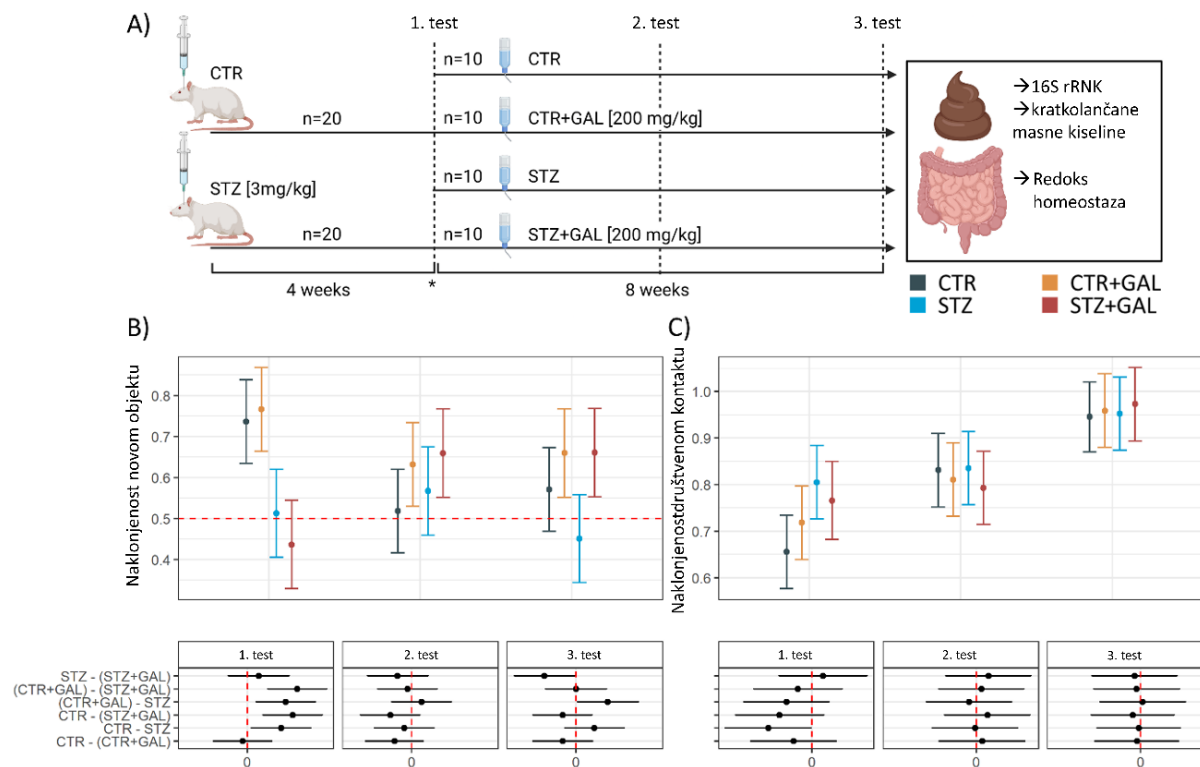 A)
1. test
2. test
3. test
CTR
n=20
n=10
CTR
n=10
CTR+GAL [200 mg/kg]
STZ [3mg/kg]
n=20
n=10
STZ
n=10
STZ+GAL [200 mg/kg]
4 weeks
*
8 weeks
→16S rRNK
→kratkolančane
masne kiseline
→ Redoks
homeostaza
CTR
CTR+GAL
STZ
STZ+GAL
B)
Naklonjenost novom objektu
0.8
0.7
0.6
0.5
0.4
C)
Naklonjenostdruštvenom kontaktu
1.0
0.9
0.8
0.7
0.6
1. test
2. test
3. test
STZ - (STZ+GAL)
(CTR+GAL) - (STZ+GAL)
(CTR+GAL) - STZ
CTR - (STZ+GAL)
CTR - STZ
CTR - (CTR+GAL)
0
0
0
1. test
2. test
3. test
0
0
0